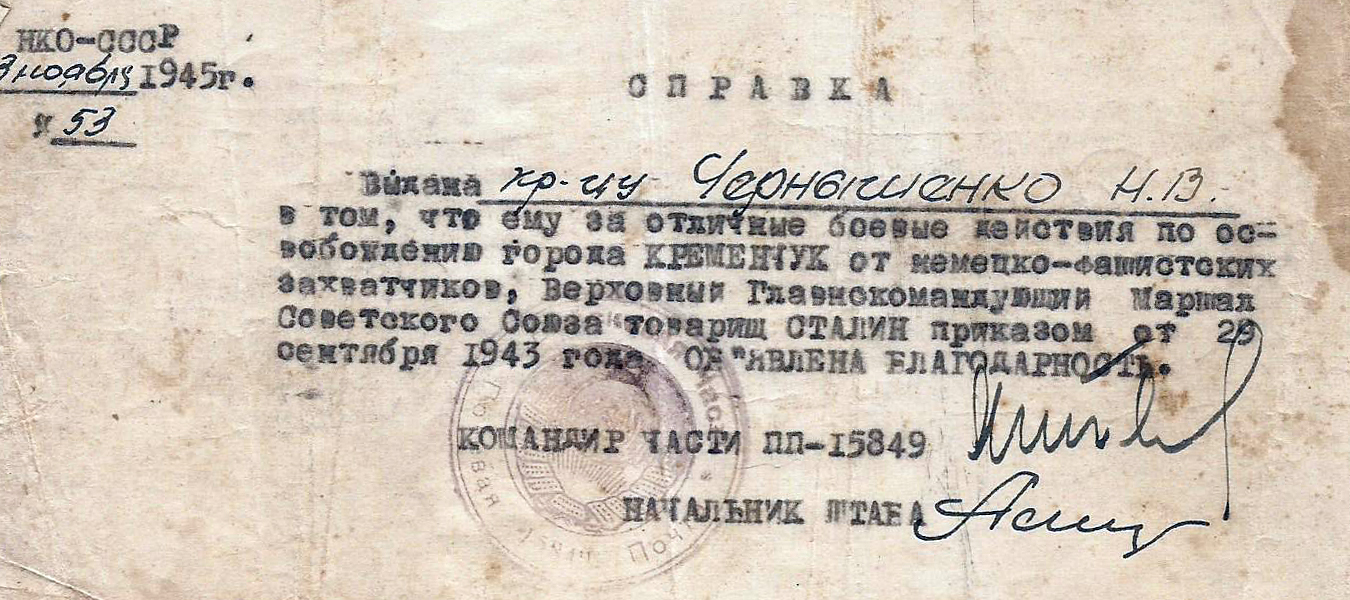 НКО-СССР
3 ноября 1945г.
№ 53
СПРАВКА
Выдана кр-цу Чернышенко Н.В.
в том, что ему за отличные боевые действия по ос-
вобождению города КРЕМЕНЧУК от немецко-фашистских
захватчиков, Верховный Главнокомандующий Маршал
Советского Союза товарищ СТАЛИН приказом от 29
сентября 1943 года ОБ"ЯВЛЕНА БЛАГОДАРНОСТЬ.
КОМАНДИР ЧАСТИ ПП-15849
НАЧАЛЬНИК ШТАБА